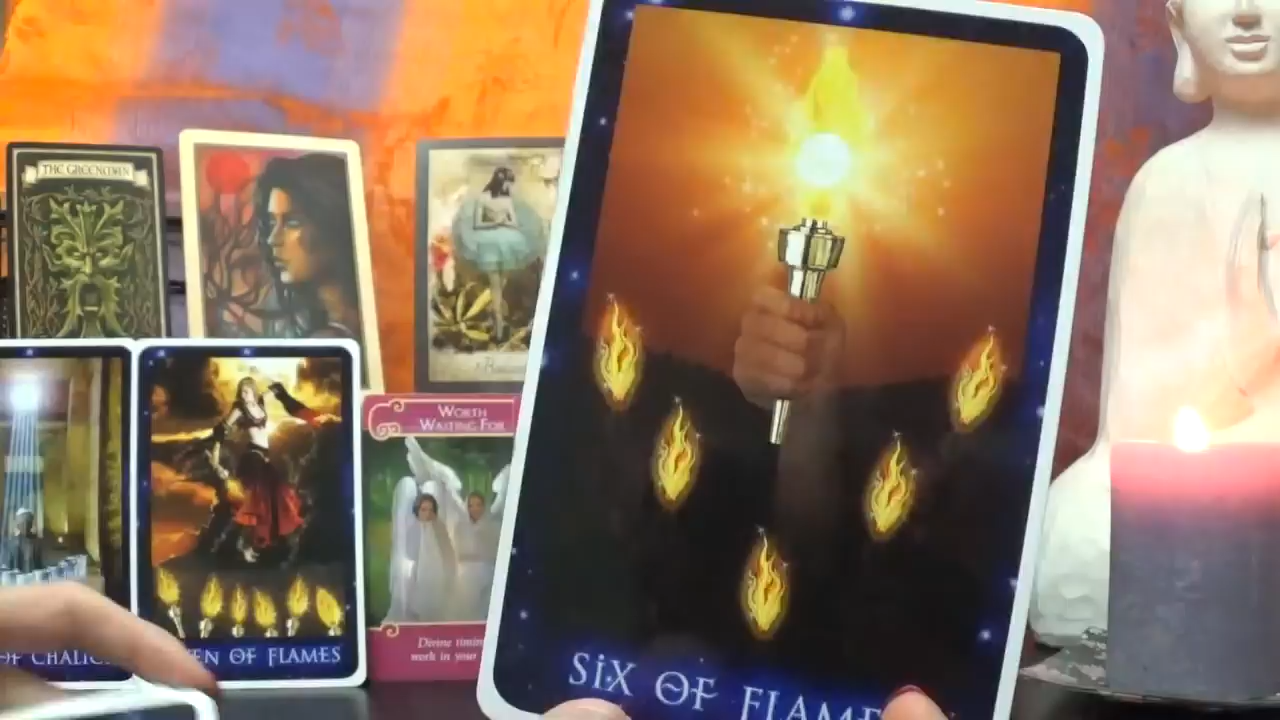 THE GREENMAN
WORTH
WAITING FOR
Divine timing
work in your
OF CHALIC
EN OF FLAMES
SIX OF FLAME